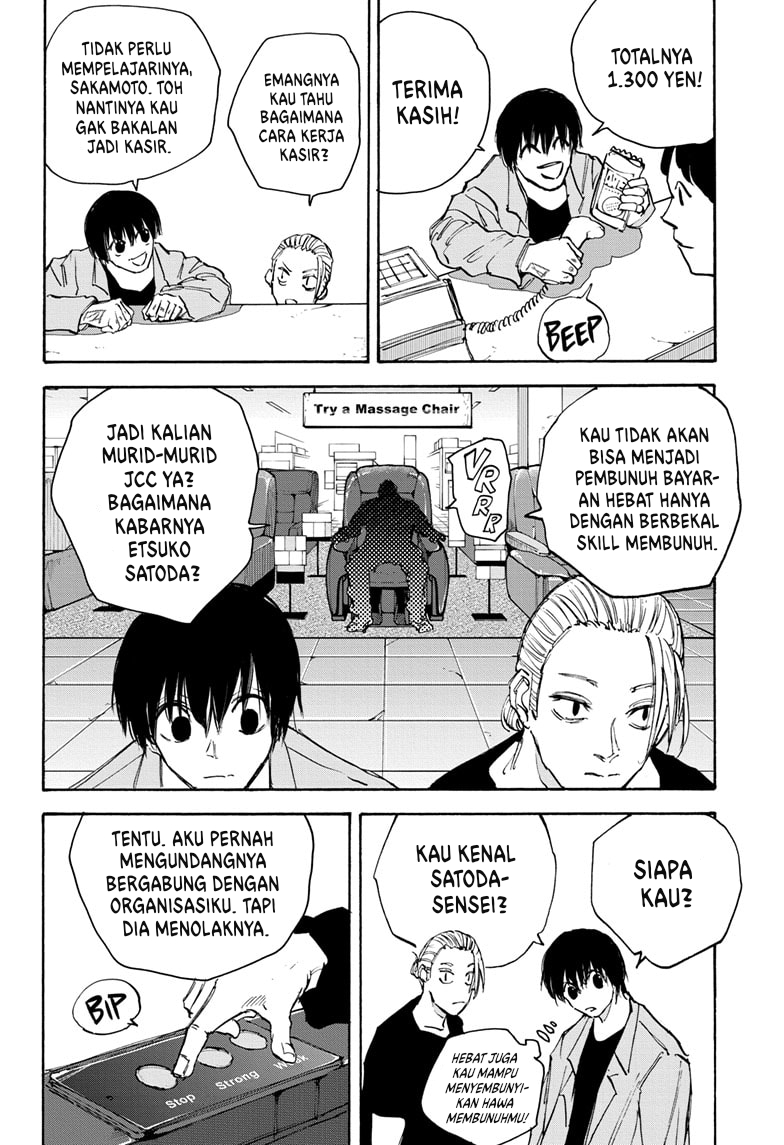 TOTALNYA
1.300 YEN!
TERIMA
KASIH!
BEEP
EMANGNYA
KAU TAHU
BAGAIMANA
CARA KERJA
KASIR?
TIDAK PERLU
MEMPELAJARINYA,
SAKAMOTO. TOH
NANTINYA KAU
GAK BAKALAN
JADI KASIR.
Try a Massage Chair
VRRR
KAU TIDAK AKAN
BISA MENJADI
PEMBUNUH BAYAR-
AN HEBAT HANYA
DENGAN BERBEKAL
SKILL MEMBUNUH.
JADI KALIAN
MURID-MURID
JCC YA?
BAGAIMANA
KABARNYA
ETSUKO
SATODA?
SIAPA
KAU?
KAU KENAL
SATODA-
SENSEI?
HEBAT JUGA
KAU MAMPU
MENYEMBUNYI-
KAN HAWA
MEMBUNUHMU!
TENTU. AKU PERNAH
MENGUNDANGNYA
BERGABUNG DENGAN
ORGANISASIKU. TAPI
DIA MENOLAKNYA.
BIP
Stop Strong Weak